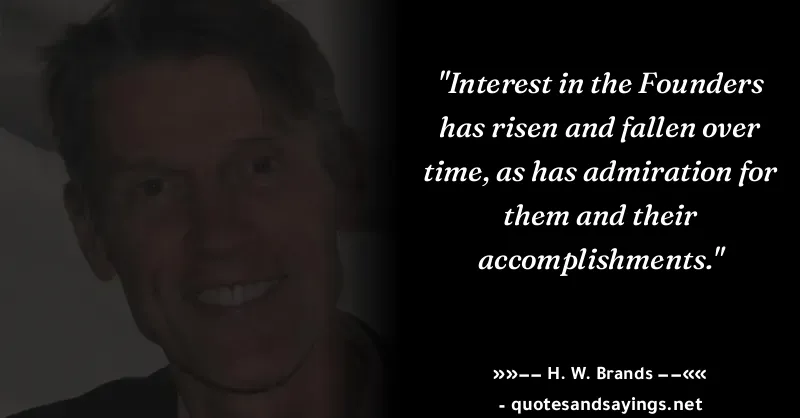 "Interest in the Founders
has risen and fallen over
time, as has admiration for
them and their
accomplishments."
»»−− H. W. Brands −−««
- quotesandsayings.net